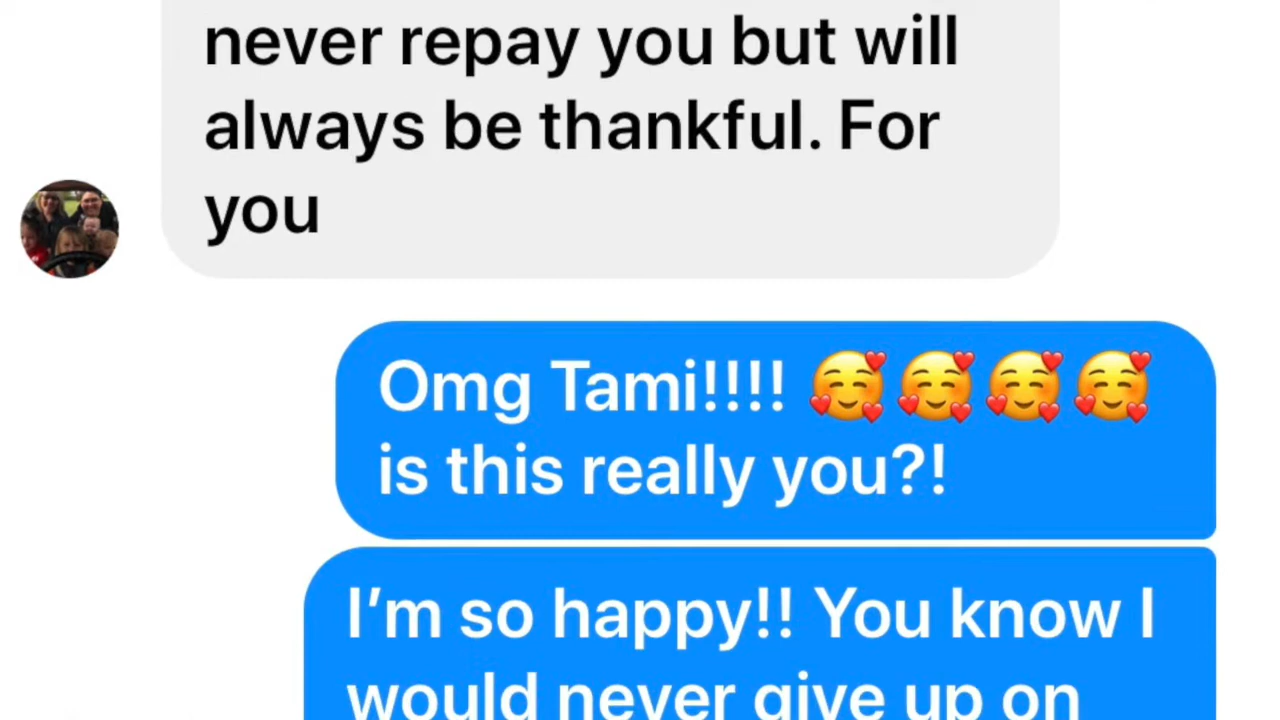 never repay you but will
always be thankful. For
you
Omg Tami!!!! 🥰🥰🥰🥰
is this really you?!
I’m so happy!! You know I
would never give up on